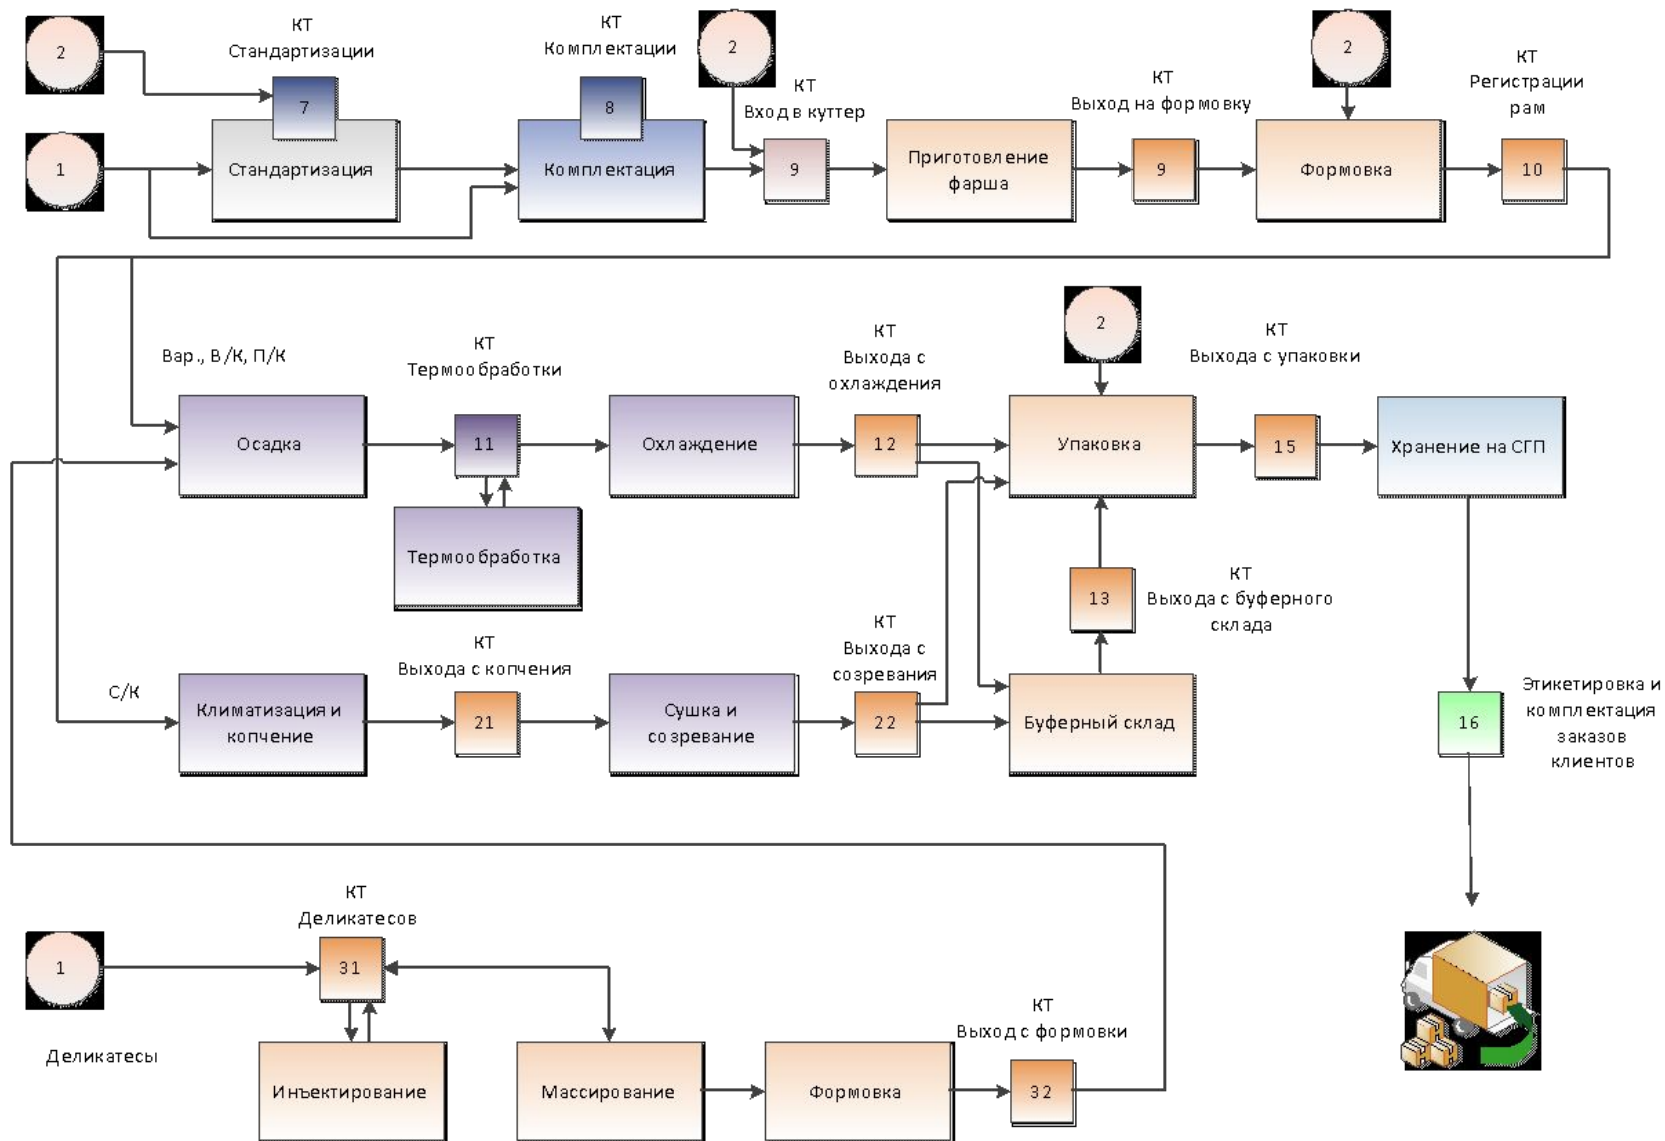 2
КТ
Стандартизации
7
Стандартизация
1
КТ
Комплектации
8
Комплектация
2
КТ
Вход в куттер
9
Приготовление
фарша
КТ
Выход на формовку
9
2
Формовка
КТ
Регистрации
рам
10
Вар., В/К, П/К
Осадка
КТ
Термообработки
11
Термообработка
Охлаждение
КТ
Выхода с
охлаждения
12
2
Упаковка
КТ
Выхода с упаковки
15
Хранение на СГП
13
КТ
Выхода с буферного
склада
С/К
Климатизация и
копчение
КТ
Выхода с копчения
21
Сушка и
созревание
КТ
Выхода с
созревания
22
Буферный склад
16
Этикетировка и
комплектация
заказов
клиентов
1
Деликатесы
КТ
Деликатесов
31
Инъектирование
Массирование
Формовка
КТ
Выход с формовки
32